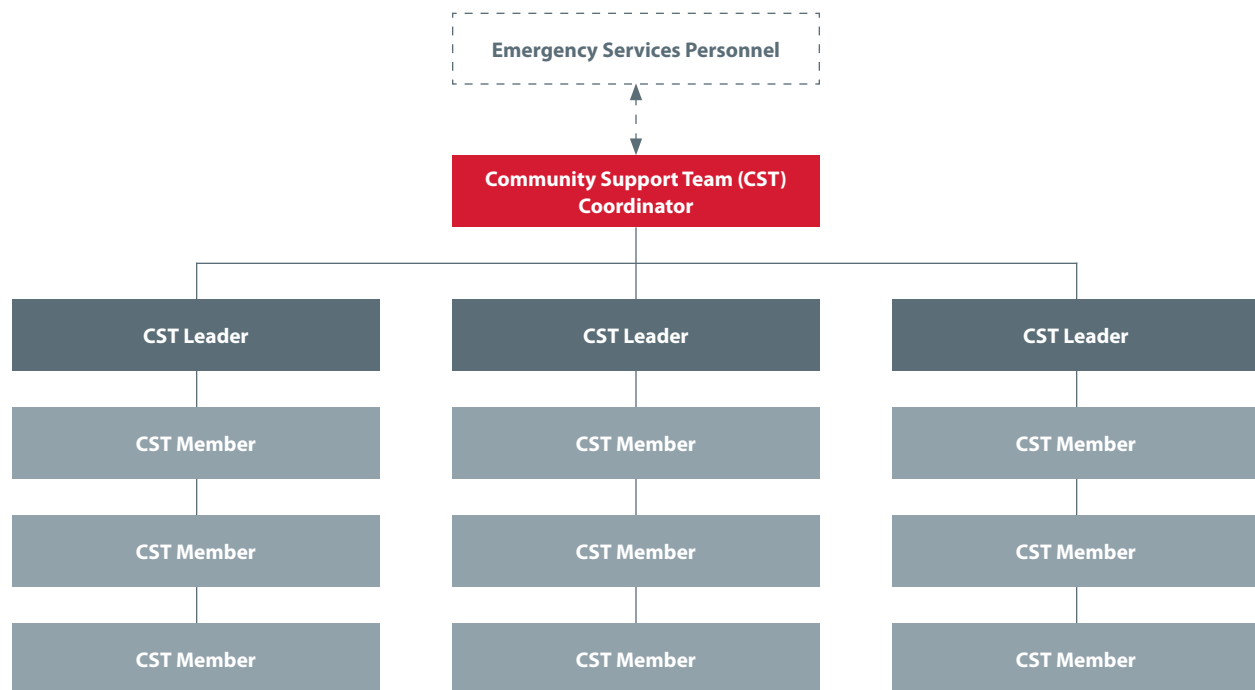 Emergency Services Personnel
Community Support Team (CST)
Coordinator
CST Leader
CST Leader
CST Leader
CST Member
CST Member
CST Member
CST Member
CST Member
CST Member
CST Member
CST Member
CST Member